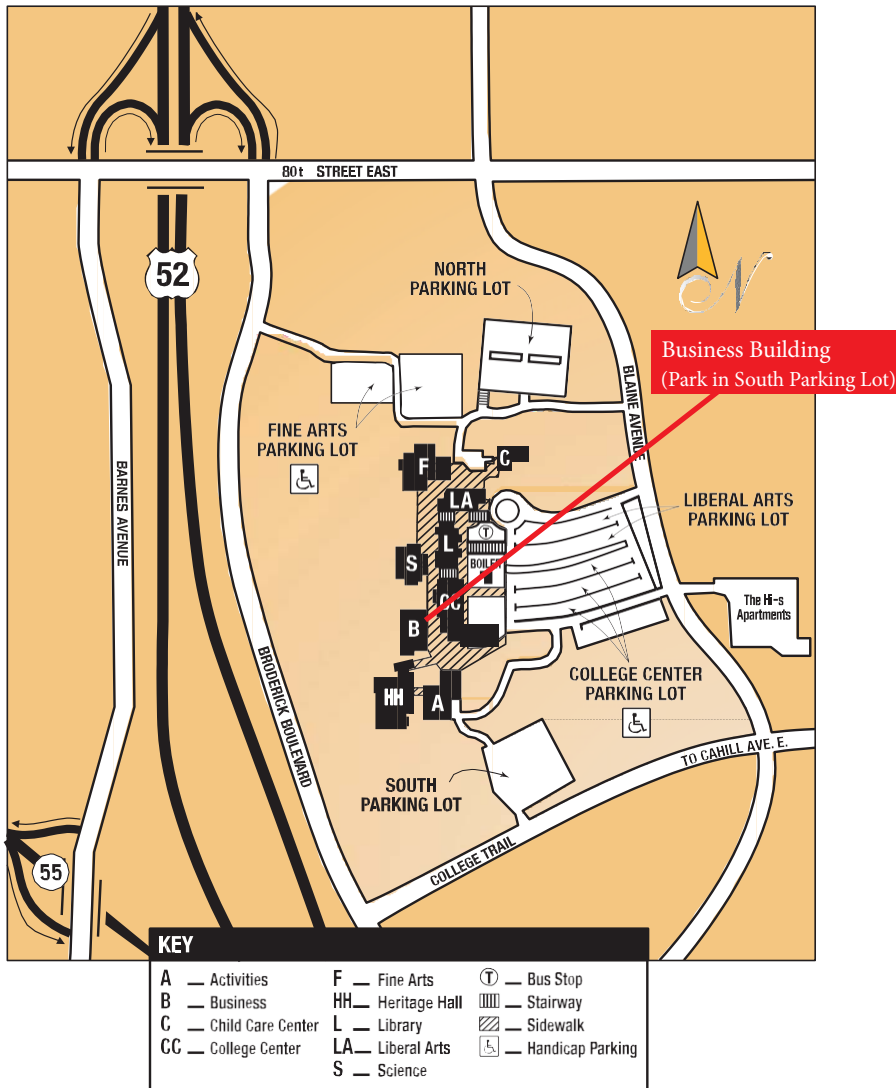 80t STREET EAST
52
N
NORTH
PARKING LOT
Business Building
(Park in South Parking Lot)
BLAINE AVENUE
FINE ARTS
PARKING LOT
BARNES AVENUE
F
C
LA
LIBERAL ARTS
PARKING LOT
T
L
BOILER
S
CC
The Hi-s
Apartments
B
BRODERICK BOULEVARD
COLLEGE CENTER
PARKING LOT
HH
A
TO CAHILL AVE. E.
SOUTH
PARKING LOT
COLLEGE TRAIL
55
KEY
A — Activities
B — Business
C — Child Care Center
CC — College Center
F — Fine Arts
HH — Heritage Hall
L — Library
LA — Liberal Arts
S — Science
T — Bus Stop
— Stairway
— Sidewalk
— Handicap Parking